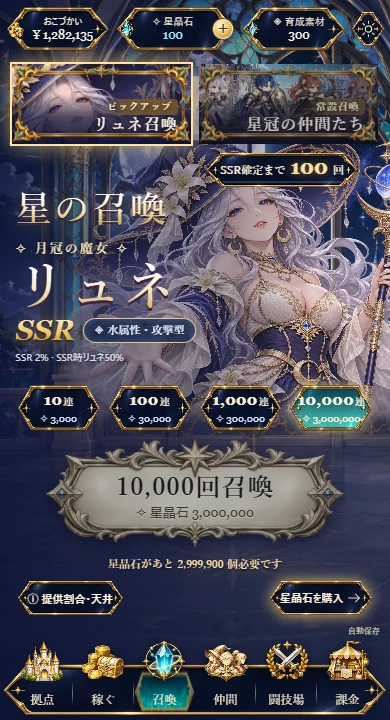 おこづかい
¥1,282,135
✧ 星晶石
100
+
◈ 育成素材
300
ピックアップ
リュネ召喚
常設召喚
星冠の仲間たち
SSR確定まで 100 回
星の召喚
✧ 月冠の魔女 ✧
リュネ
SSR
◈ 水属性・攻撃型
SSR 2%・SSR時リュネ50%
10連
✧ 3,000
100連
✧ 30,000
1,000連
✧ 300,000
10,000連
✧ 3,000,000
10,000回召喚
✧ 星晶石 3,000,000
星晶石があと 2,999,900 個必要です
ⓘ 提供割合・天井
星晶石を購入 →
自動保存
拠点
稼ぐ
召喚
仲間
闘技場
課金